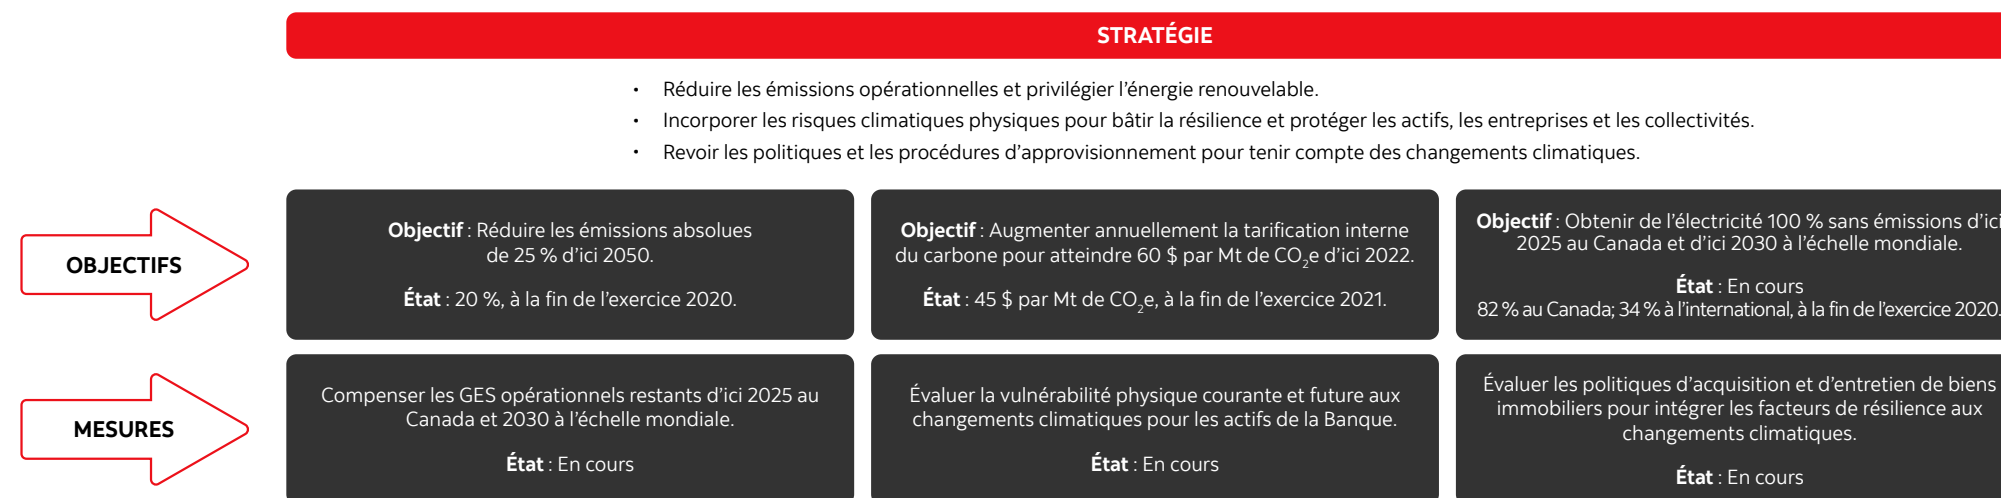 STRATÉGIE
• Réduire les émissions opérationnelles et privilégier l’énergie renouvelable.
• Incorporer les risques climatiques physiques pour bâtir la résilience et protéger les actifs, les entreprises et les collectivités.
• Revoir les politiques et les procédures d’approvisionnement pour tenir compte des changements climatiques.
OBJECTIFS
Objectif : Réduire les émissions absolues
de 25 % d’ici 2050.
État : 20 %, à la fin de l’exercice 2020.
Objectif : Augmenter annuellement la tarification interne
du carbone pour atteindre 60 $ par Mt de CO₂e d’ici 2022.
État : 45 $ par Mt de CO₂e, à la fin de l’exercice 2021.
Objectif : Obtenir de l’électricité 100 % sans émissions d’ici
2025 au Canada et d’ici 2030 à l’échelle mondiale.
État : En cours
82 % au Canada; 34 % à l’international, à la fin de l’exercice 2020.
MESURES
Compenser les GES opérationnels restants d’ici 2025 au
Canada et 2030 à l’échelle mondiale.
État : En cours
Évaluer la vulnérabilité physique courante et future aux
changements climatiques pour les actifs de la Banque.
État : En cours
Évaluer les politiques d’acquisition et d’entretien de biens
immobiliers pour intégrer les facteurs de résilience aux
changements climatiques.
État : En cours